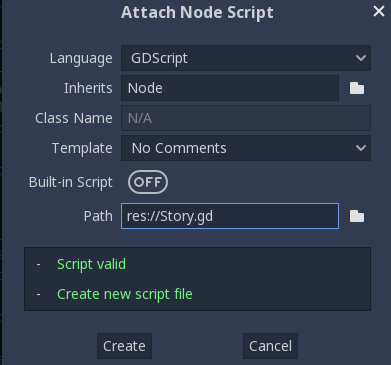 Attach Node Script
Language GDScript
Inherits Node
Class Name N/A
Template No Comments
Built-in Script OFF
Path res://Story.gd
- Script valid
- Create new script file
Create Cancel